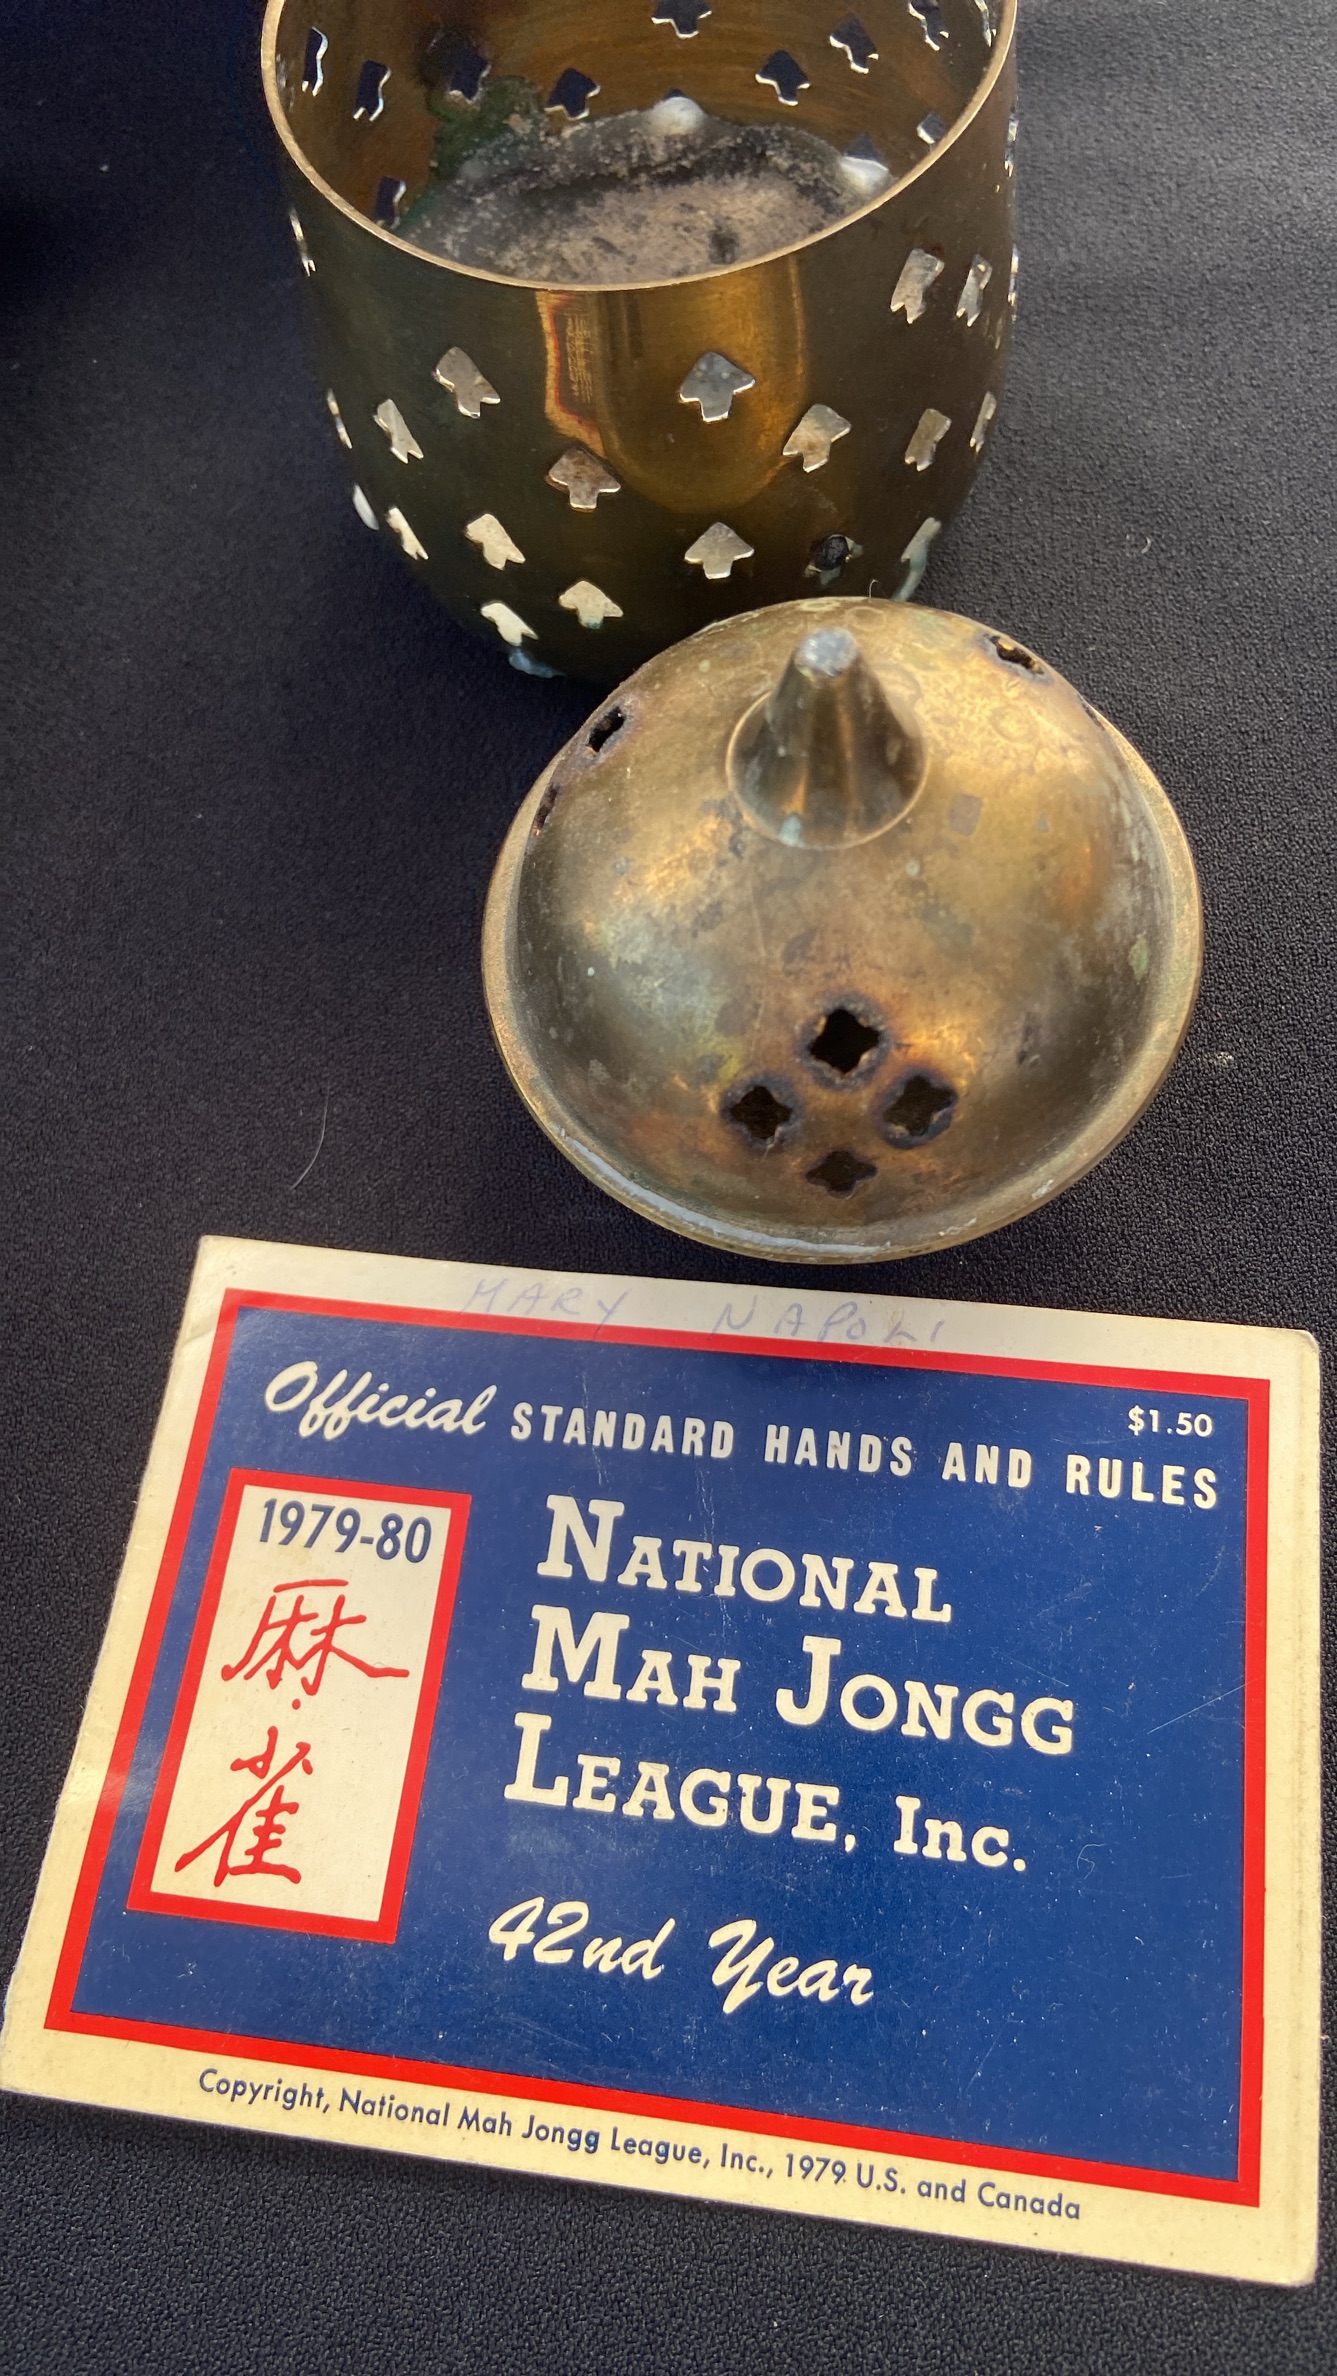 MARY NAPOLI
$1.50
Official STANDARD HANDS AND RULES
1979-80
麻
雀
NATIONAL
MAH JONGG
LEAGUE, Inc.
42nd Year
Copyright, National Mah Jongg League, Inc., 1979 U.S. and Canada